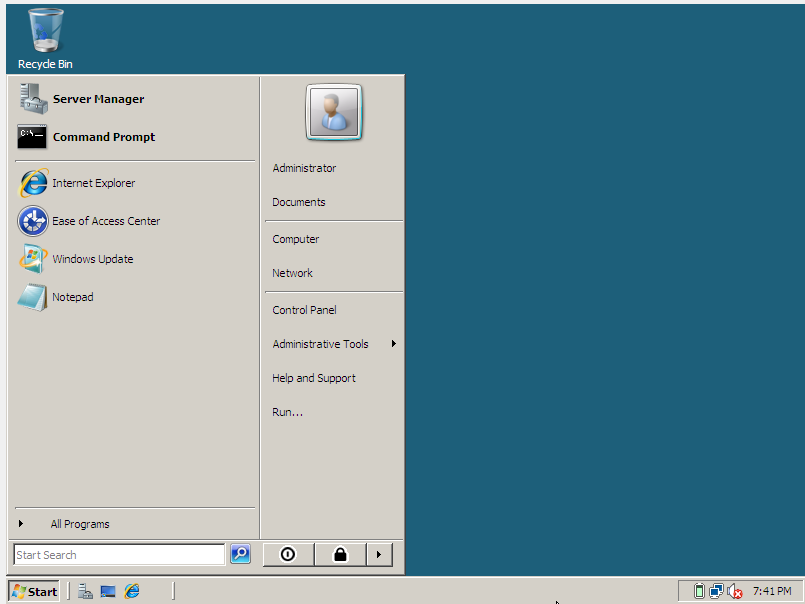 Recycle Bin
Server Manager
C:\
Command Prompt
Internet Explorer
Ease of Access Center
Windows Update
Notepad
All Programs
Start Search
Administrator
Documents
Computer
Network
Control Panel
Administrative Tools
Help and Support
Run...
Start
7:41 PM